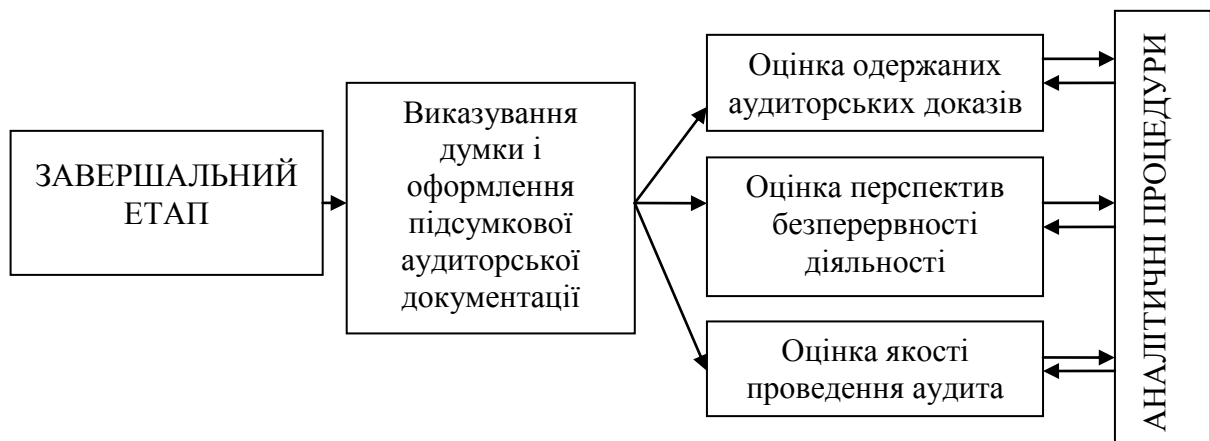 ЗАВЕРШАЛЬНИЙ
ЕТАП
Виказування
думки і
оформлення
підсумкової
аудиторської
документації
Оцінка одержаних
аудиторських доказів
Оцінка перспектив
безперервності
діяльності
Оцінка якості
проведення аудита
АНАЛІТИЧНІ ПРОЦЕДУРИ